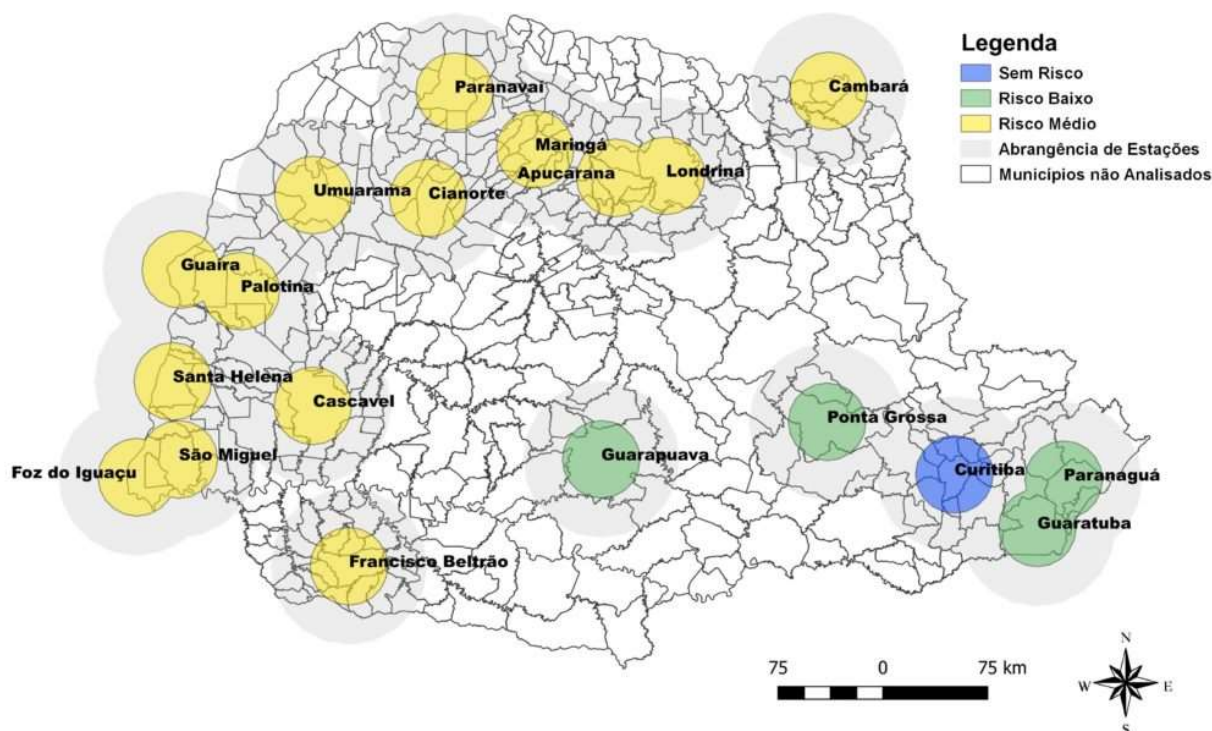 Legenda
Sem Risco
Risco Baixo
Risco Médio
Abrangência de Estações
Municípios não Analisados
Paranavaí
Cambará
Maringá
Apucarana
Londrina
Umuarama
Cianorte
Guaíra
Palotina
Santa Helena
Cascavel
Ponta Grossa
São Miguel
Foz do Iguaçu
Guarapuava
Curitiba
Paranaguá
Guaratuba
Francisco Beltrão
75 0 75 km
N
W E
S